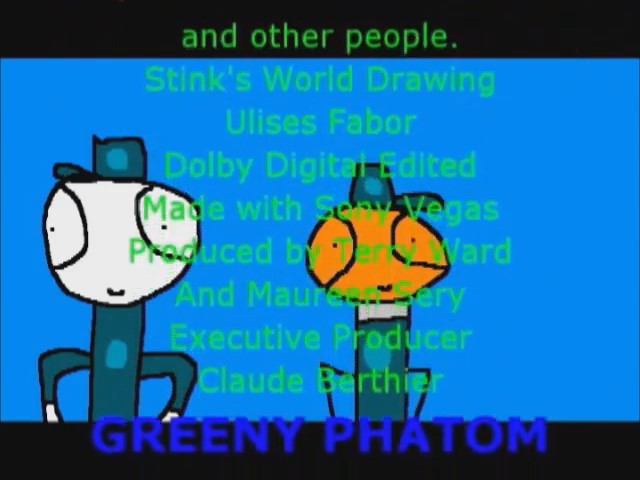 and other people.
Stink's World Drawing
Ulises Fabor
Dolby Digital Edited
Made with Sony Vegas
Produced by Terry Ward
And Maureen Sery
Executive Producer
Claude Berthier
GREENY PHATOM